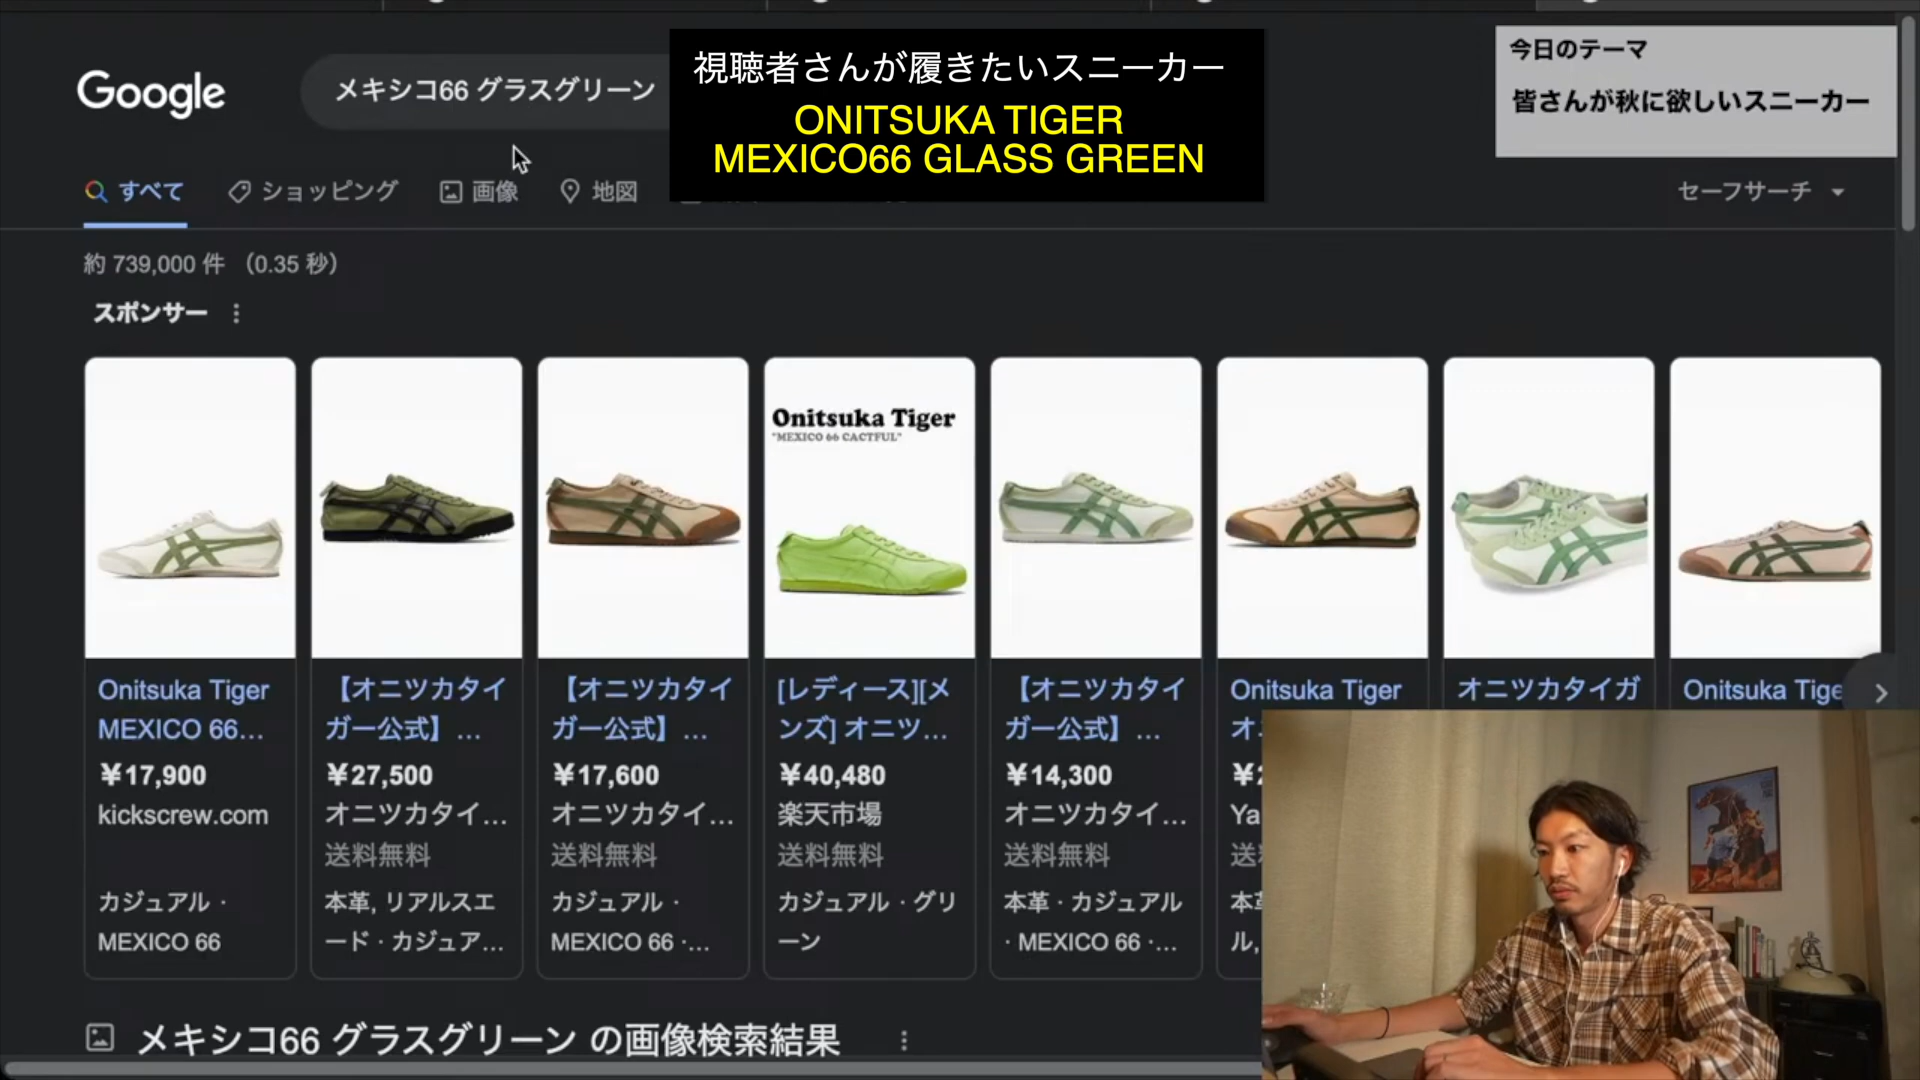 今日のテーマ
皆さんが秋に欲しいスニーカー
視聴者さんが履きたいスニーカー
ONITSUKA TIGER
MEXICO66 GLASS GREEN
Google
メキシコ66 グラスグリーン
すべて
ショッピング
画像
地図
セーフサーチ
約 739,000 件 （0.35 秒）
スポンサー
Onitsuka Tiger
"MEXICO 66 CACTFUL"
Onitsuka Tiger
MEXICO 66...
¥17,900
kickscrew.com
カジュアル ·
MEXICO 66
【オニツカタイ
ガー公式】...
¥27,500
オニツカタイ...
送料無料
本革, リアルスエ
ード · カジュア...
【オニツカタイ
ガー公式】...
¥17,600
オニツカタイ...
送料無料
カジュアル ·
MEXICO 66 ·...
[レディース][メ
ンズ] オニツ...
¥40,480
楽天市場
送料無料
カジュアル · グリ
ーン
【オニツカタイ
ガー公式】...
¥14,300
オニツカタイ...
送料無料
本革 · カジュアル
· MEXICO 66 ·...
Onitsuka Tiger
オ
Ya
送
本
ル,
オニツカタイガ
Onitsuka Tige
メキシコ66 グラスグリーン の画像検索結果